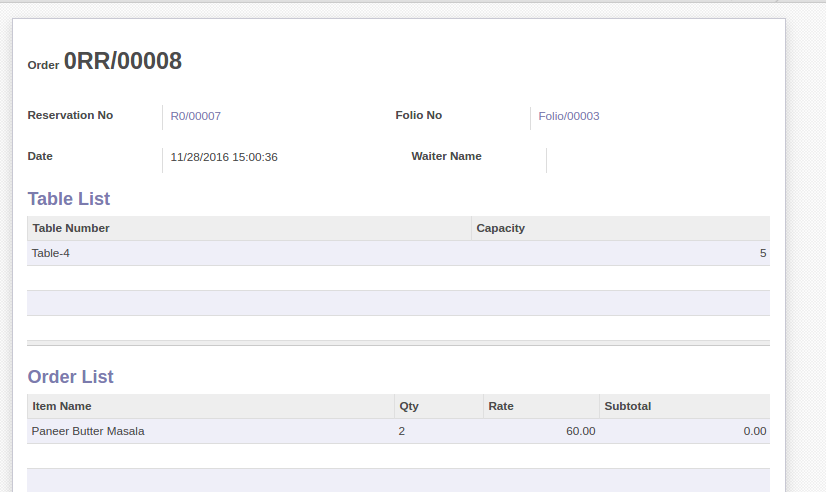 Order 0RR/00008
Reservation No R0/00007 Folio No Folio/00003
Date 11/28/2016 15:00:36 Waiter Name
Table List
Table Number Capacity
Table-4 5
Order List
Item Name Qty Rate Subtotal
Paneer Butter Masala 2 60.00 0.00